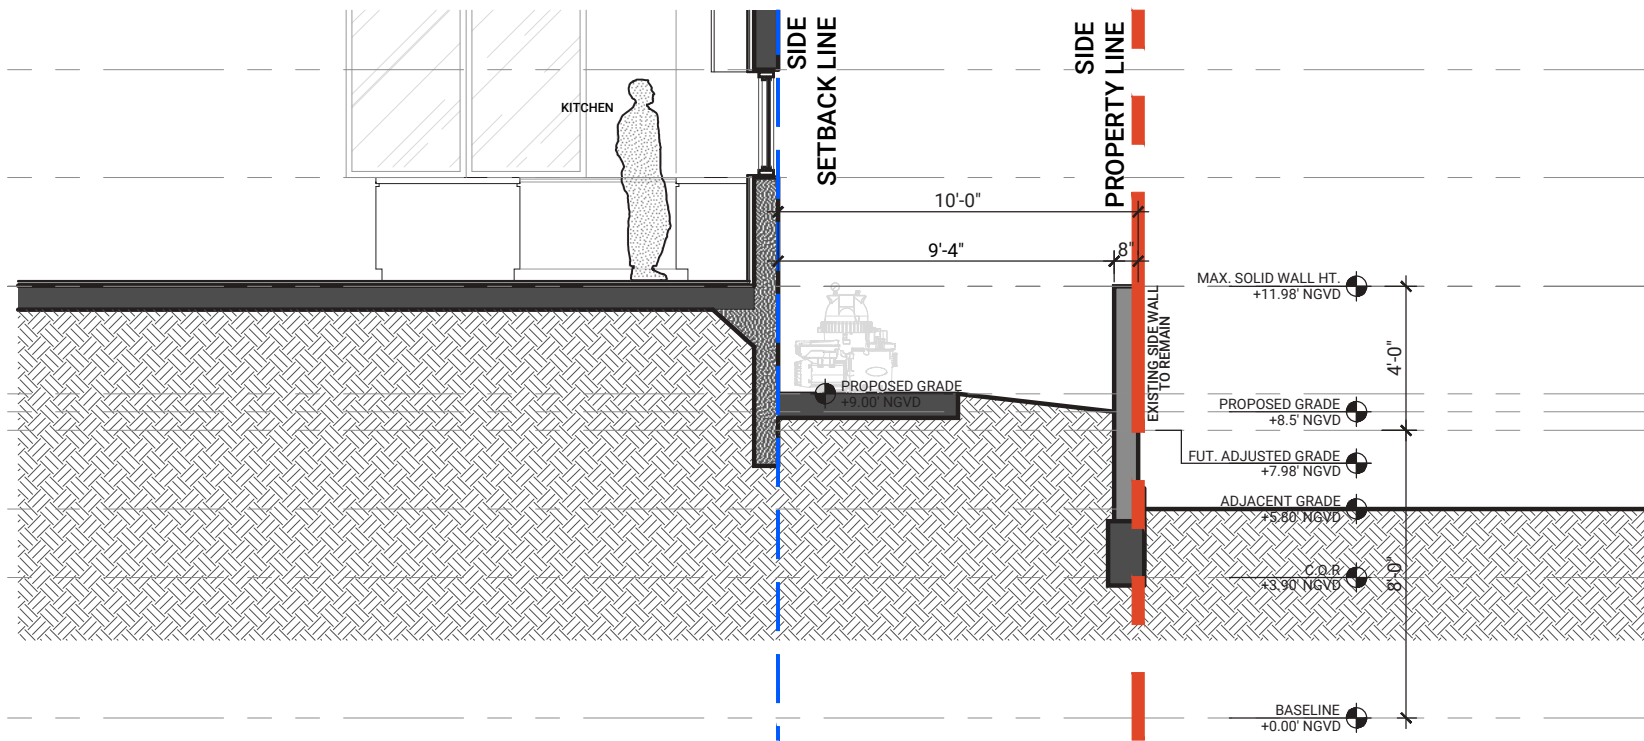 SIDE
SETBACK LINE
SIDE
PROPERTY LINE
KITCHEN
10'-0"
9'-4"
8"
MAX. SOLID WALL HT.
+11.98' NGVD
EXISTING SIDE WALL
TO REMAIN
4'-0"
PROPOSED GRADE
+9.00' NGVD
PROPOSED GRADE
+8.5' NGVD
FUT. ADJUSTED GRADE
+7.98' NGVD
ADJACENT GRADE
+5.80' NGVD
C.O.R
+3.90' NGVD
8'-0"
BASELINE
+0.00' NGVD